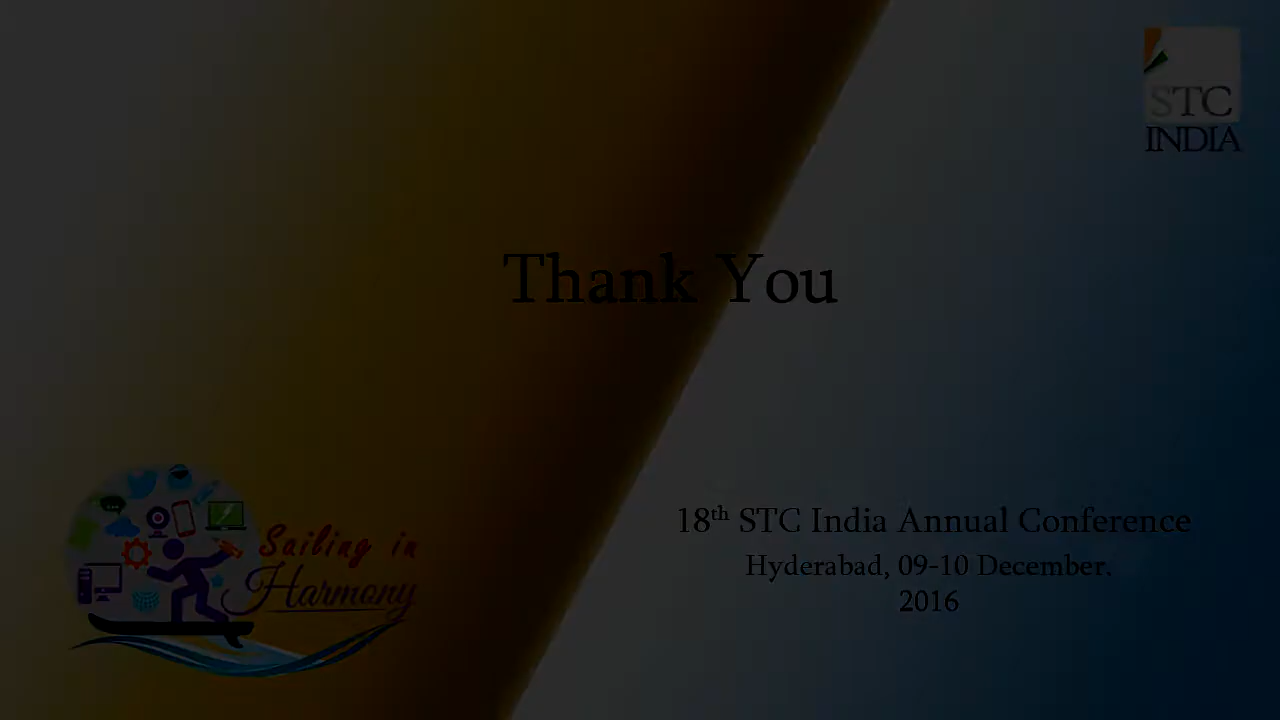 STC
INDIA
Thank You
18th STC India Annual Conference
Hyderabad, 09-10 December.
2016
Sailing in
Harmony